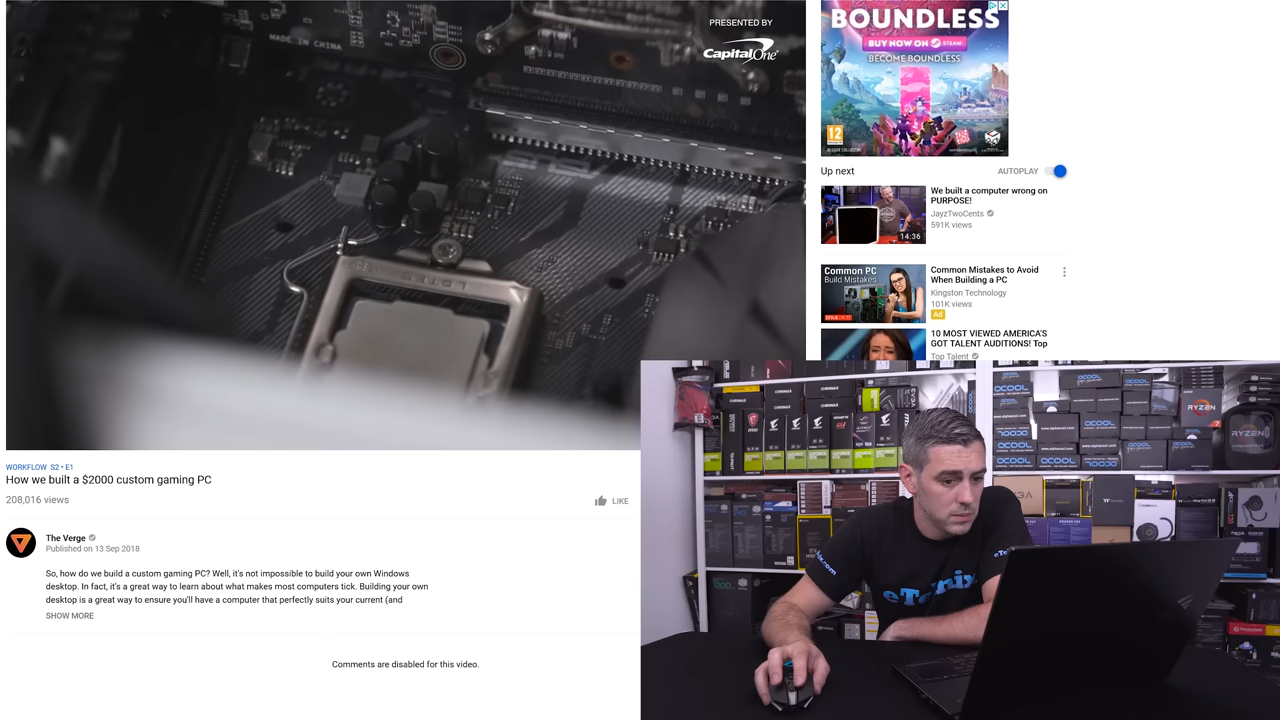 MADE IN CHINA
PRESENTED BY
CapitalOne
BOUNDLESS
BUY NOW ON STEAM
BECOME BOUNDLESS
12
Up next
AUTOPLAY
We built a computer wrong on
PURPOSE!
JayzTwoCents
591K views
14:36
Common PC
Build Mistakes
Common Mistakes to Avoid
When Building a PC
Kingston Technology
101K views
Ad
10 MOST VIEWED AMERICA'S
GOT TALENT AUDITIONS! Top
Top Talent
WORKFLOW S2 • E1
How we built a $2000 custom gaming PC
208,016 views
LIKE
The Verge
Published on 13 Sep 2018
So, how do we build a custom gaming PC? Well, it's not impossible to build your own Windows
desktop. In fact, it's a great way to learn about what makes most computers tick. Building your own
desktop is a great way to ensure you'll have a computer that perfectly suits your current (and
SHOW MORE
Comments are disabled for this video.
RYZEN
RYZEN